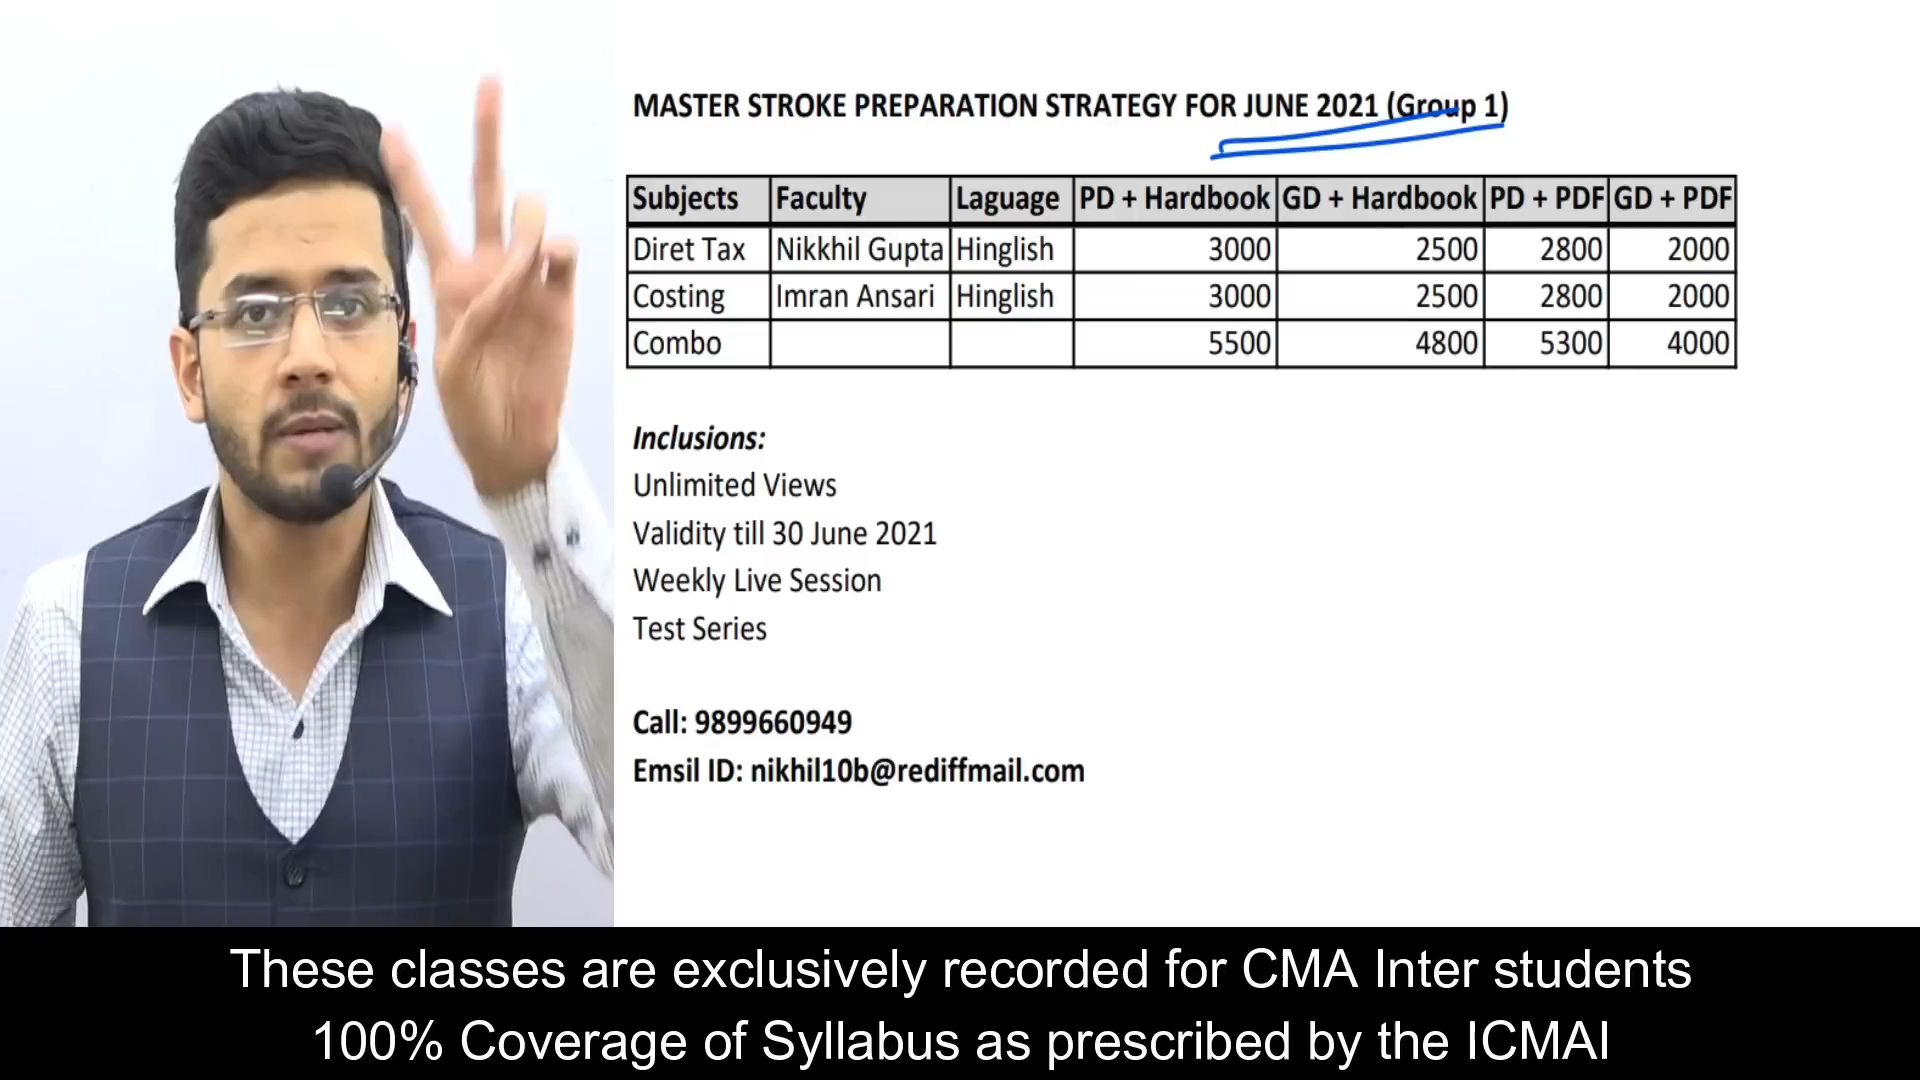 MASTER STROKE PREPARATION STRATEGY FOR JUNE 2021 (Group 1)
Subjects Faculty Laguage PD + Hardbook GD + Hardbook PD + PDF GD + PDF
Diret Tax Nikkhil Gupta Hinglish 3000 2500 2800 2000
Costing Imran Ansari Hinglish 3000 2500 2800 2000
Combo 5500 4800 5300 4000
Inclusions:
Unlimited Views
Validity till 30 June 2021
Weekly Live Session
Test Series
Call: 9899660949
Emsil ID: nikhil10b@rediffmail.com
These classes are exclusively recorded for CMA Inter students
100% Coverage of Syllabus as prescribed by the ICMAI